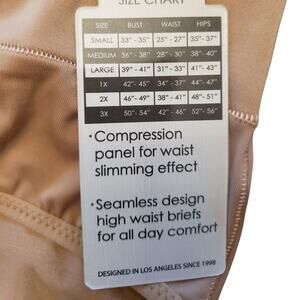 SIZE CHART
SIZE BUST WAIST HIPS
SMALL 33"- 35" 25" - 27" 35"- 37"
MEDIUM 36"- 38" 28" - 30" 38"- 40"
LARGE 39"- 41" 31" - 33" 41"- 43"
1X 42"- 45" 34"- 37" 44"- 47"
2X 46"- 49" 38"- 41" 48"- 51"
3X 50"- 54" 42"- 46" 52"- 56"
·Compression
panel for waist
slimming effect
·Seamless design
high waist briefs
for all day comfort
DESIGNED IN LOS ANGELES SINCE 1998